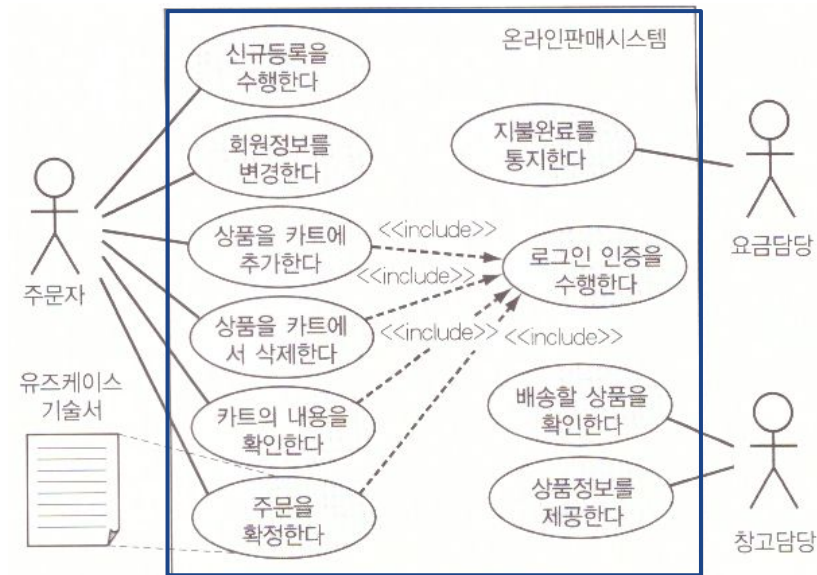 온라인판매시스템
신규등록을
수행한다
회원정보를
변경한다
지불완료를
통지한다
상품을 카트에
추가한다
<<include>>
로그인 인증을
수행한다
요금담당
주문자
<<include>>
상품을 카트에
서 삭제한다
<<include>>
<<include>>
유즈케이스
기술서
카트의 내용을
확인한다
배송할 상품을
확인한다
주문을
확정한다
상품정보를
제공한다
창고담당